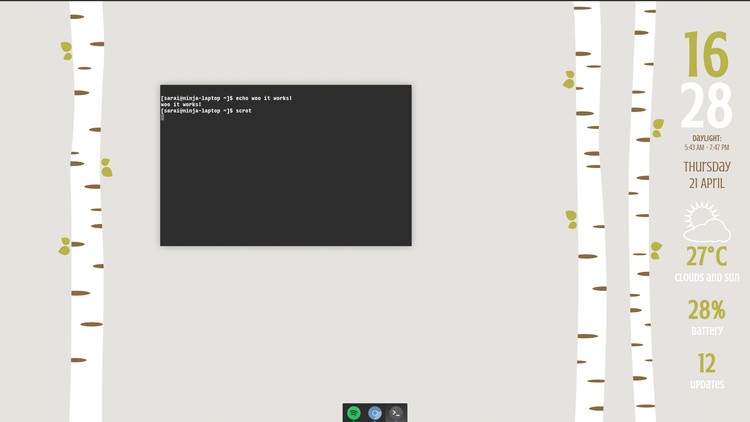 [sarai@ninja-laptop ~]$ echo woo it works!
woo it works!
[sarai@ninja-laptop ~]$ scrot
16
28
DAYLIGHT:
5:43 AM - 7:47 PM
Thursday
21 April
27°C
clouds and sun
28%
Battery
12
updates